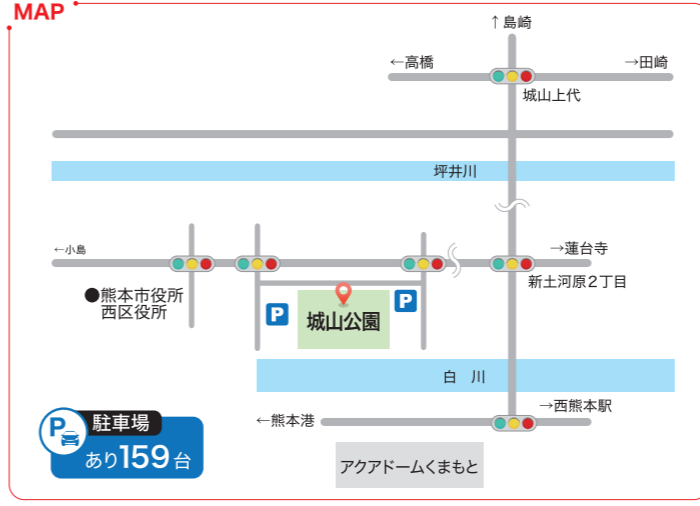 MAP
↑島崎
←高橋
→田崎
城山上代
坪井川
←小島
→蓮台寺
新土河原2丁目
●熊本市役所
西区役所
P
城山公園
P
白 川
→西熊本駅
←熊本港
P
駐車場
あり159台
アクアドームくまもと